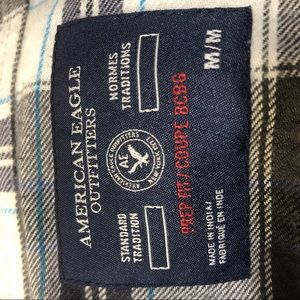 AMERICAN EAGLE
OUTFITTERS
STANDARD
TRADITION
NORMES
TRADITIONS
AMERICAN EAGLE OUTFITTERS
AE
NEW YORK, NY
PREP FIT / COUPE BCBG
MADE IN INDIA/
FABRIQUÉ EN INDE
M/M